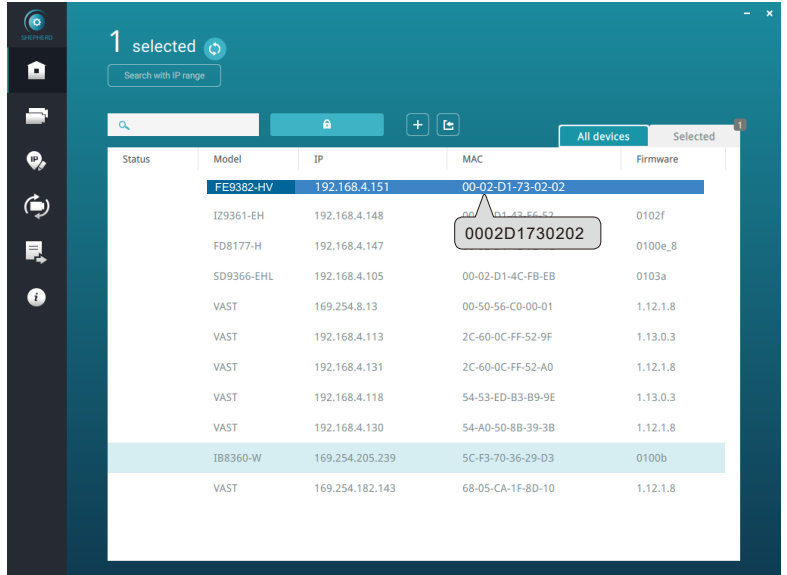 SHEPHERD
1 selected
Search with IP range
All devices Selected 1
Status Model IP MAC Firmware
FE9382-HV 192.168.4.151 00-02-D1-73-02-02
IZ9361-EH 192.168.4.148 0102f
0002D1730202
FD8177-H 192.168.4.147 0100e_8
SD9366-EHL 192.168.4.105 00-02-D1-4C-FB-EB 0103a
VAST 169.254.8.13 00-50-56-C0-00-01 1.12.1.8
VAST 192.168.4.113 2C-60-0C-FF-52-9F 1.13.0.3
VAST 192.168.4.131 2C-60-0C-FF-52-A0 1.12.1.8
VAST 192.168.4.118 54-53-ED-B3-B9-9E 1.13.0.3
VAST 192.168.4.130 54-A0-50-8B-39-3B 1.12.1.8
IB8360-W 169.254.205.239 5C-F3-70-36-29-D3 0100b
VAST 169.254.182.143 68-05-CA-1F-8D-10 1.12.1.8
IP
i